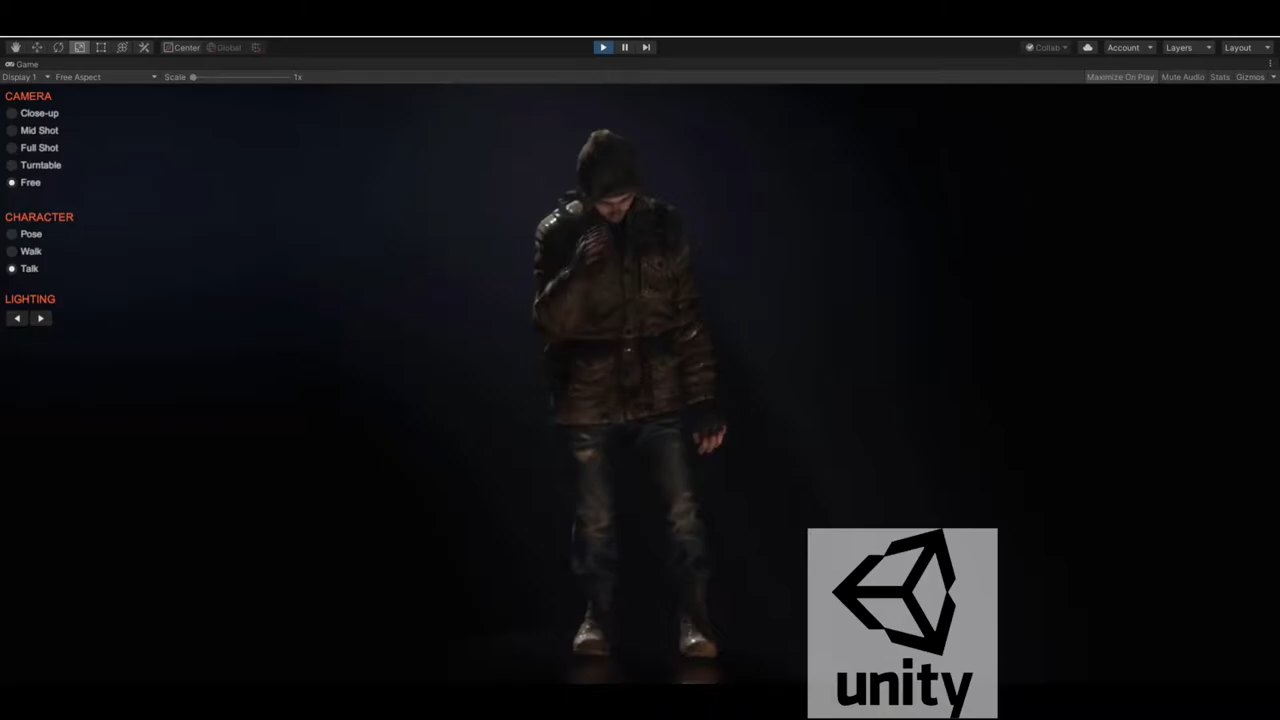 Center Global Collab Account Layers Layout
Game
Display 1 Free Aspect Scale 1x Maximize On Play Mute Audio Stats Gizmos
CAMERA
Close-up
Mid Shot
Full Shot
Turntable
Free
CHARACTER
Pose
Walk
Talk
LIGHTING
unity